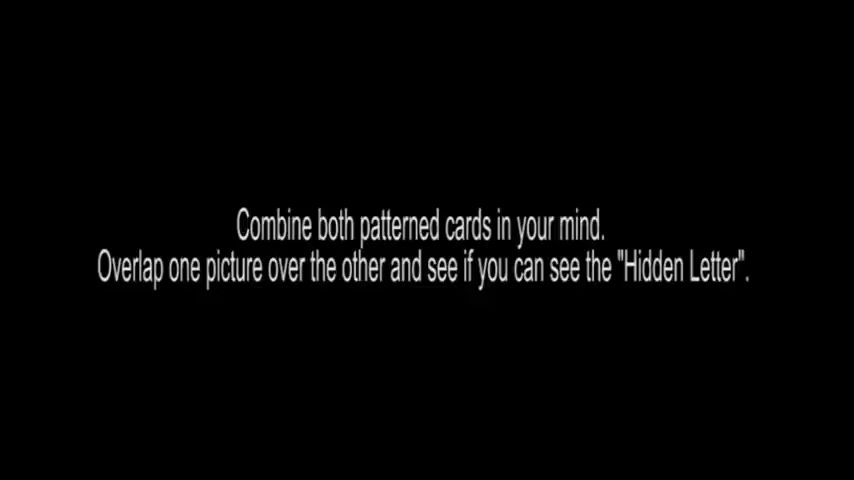 Combine both patterned cards in your mind.
Overlap one picture over the other and see if you can see the "Hidden Letter".